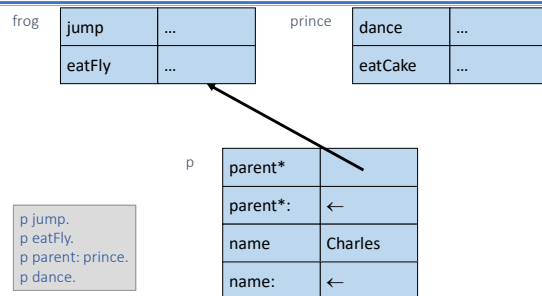 frog
jump ...
eatFly ...
prince
dance ...
eatCake ...
p
parent*
parent*: ←
name Charles
name: ←
p jump.
p eatFly.
p parent: prince.
p dance.